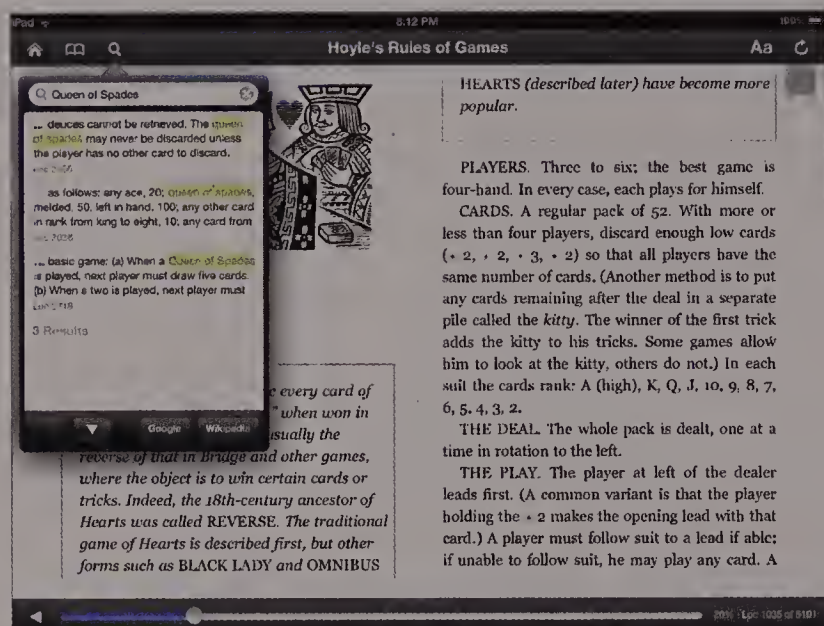 iPad
8:12 PM
100%
Hoyle's Rules of Games
Aa
Queen of Spades
... deuces cannot be retrieved. The queen
of spades may never be discarded unless
the player has no other card to discard.
... as follows: any ace, 20; queen of spades,
melded, 50, left in hand, 100; any other card
in rank from king to eight, 10; any card from
... basic game: (a) When a Queen of Spades
is played, next player must draw five cards.
(b) When a two is played, next player must
3 Results
Google Wikipedia
every card of
" when won in
usually the
reverse of that in Bridge and other games,
where the object is to win certain cards or
tricks. Indeed, the 18th-century ancestor of
Hearts was called REVERSE. The traditional
game of Hearts is described first, but other
forms such as BLACK LADY and OMNIBUS
HEARTS (described later) have become more
popular.
PLAYERS. Three to six; the best game is
four-hand. In every case, each plays for himself.
CARDS. A regular pack of 52. With more or
less than four players, discard enough low cards
( 2, 2, 3, 2) so that all players have the
same number of cards. (Another method is to put
any cards remaining after the deal in a separate
pile called the kitty. The winner of the first trick
adds the kitty to his tricks. Some games allow
him to look at the kitty, others do not.) In each
suit the cards rank: A (high), K, Q, J, 10, 9, 8, 7,
6, 5, 4, 3, 2.
THE DEAL. The whole pack is dealt, one at a
time in rotation to the left.
THE PLAY. The player at left of the dealer
leads first. (A common variant is that the player
holding the 2 makes the opening lead with that
card.) A player must follow suit to a lead if able;
if unable to follow suit, he may play any card. A
20% Loc 1035 of 5191